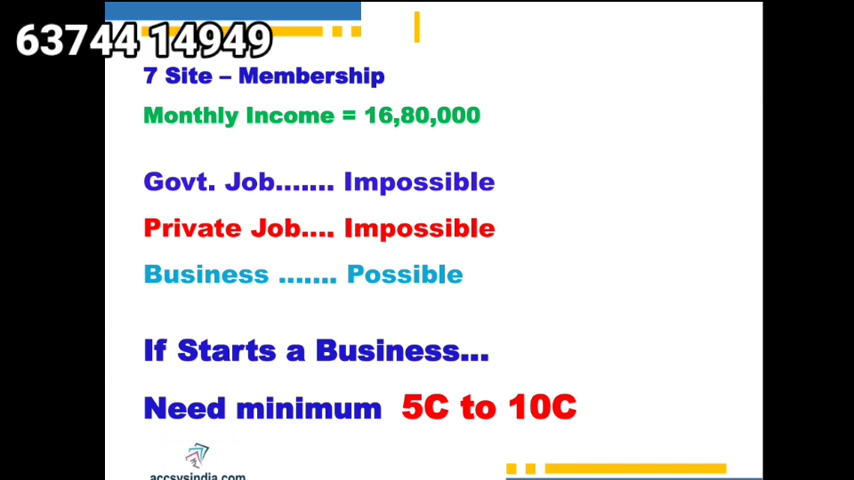 63744 14949
7 Site – Membership
Monthly Income = 16,80,000
Govt. Job....... Impossible
Private Job.... Impossible
Business ....... Possible
If Starts a Business...
Need minimum 5C to 10C
accsysindia.com